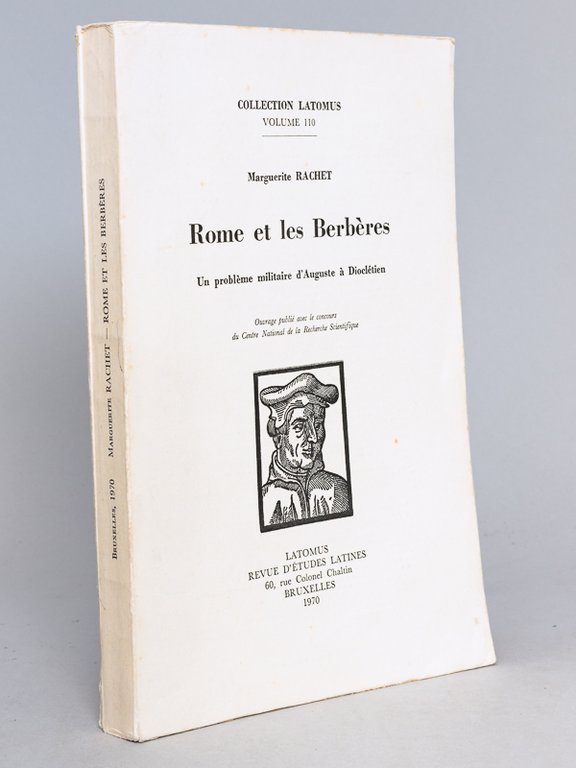 COLLECTION LATOMUS
VOLUME 110
Marguerite RACHET
Rome et les Berbères
Un problème militaire d'Auguste à Dioclétien
Ouvrage publié avec le concours
du Centre National de la Recherche Scientifique
LATOMUS
REVUE D'ÉTUDES LATINES
60, rue Colonel Chaltin
BRUXELLES
1970
BRUXELLES, 1970 MARGUERITE RACHET — ROME ET LES BERBÈRES